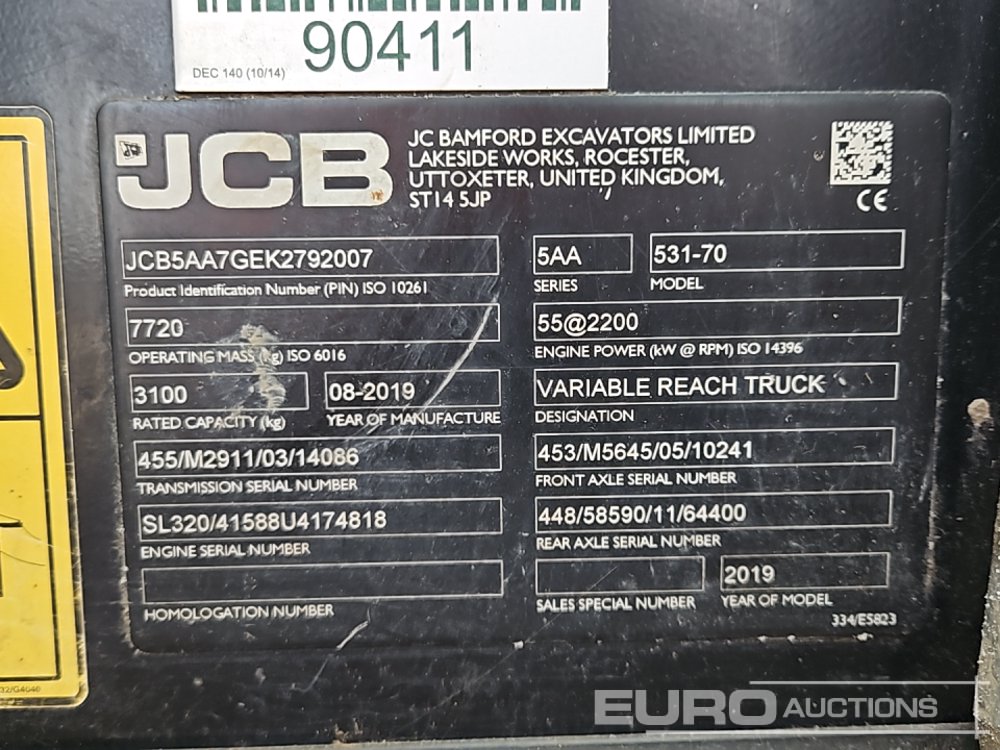 90411
DEC 140 (10/14)
JCB
JC BAMFORD EXCAVATORS LIMITED
LAKESIDE WORKS, ROCESTER,
UTTOXETER, UNITED KINGDOM,
ST14 5JP
CE
JCB5AA7GEK2792007
Product Identification Number (PIN) ISO 10261
5AA
SERIES
531-70
MODEL
7720
OPERATING MASS (kg) ISO 6016
55@2200
ENGINE POWER (kW @ RPM) ISO 14396
3100
RATED CAPACITY (kg)
08-2019
YEAR OF MANUFACTURE
VARIABLE REACH TRUCK
DESIGNATION
455/M2911/03/14086
TRANSMISSION SERIAL NUMBER
453/M5645/05/10241
FRONT AXLE SERIAL NUMBER
SL320/41588U4174818
ENGINE SERIAL NUMBER
448/58590/11/64400
REAR AXLE SERIAL NUMBER
HOMOLOGATION NUMBER
SALES SPECIAL NUMBER
2019
YEAR OF MODEL
334/E5823
EURO AUCTIONS